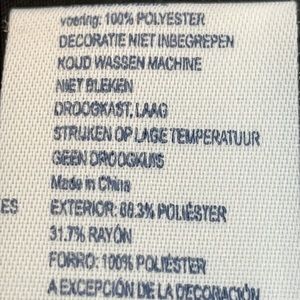 voering: 100% POLYESTER
DECORATIE NIET INBEGREPEN
KOUD WASSEN MACHINE
NIET BLEKEN
DROOGKAST, LAAG
STRIJKEN OP LAGE TEMPERATUUR
GEEN DROOGKUIS
Made in China
ES EXTERIOR: 68.3% POLIÉSTER
31.7% RAYÓN
FORRO: 100% POLIÉSTER
A EXCEPCIÓN DE LA DECORACIÓN